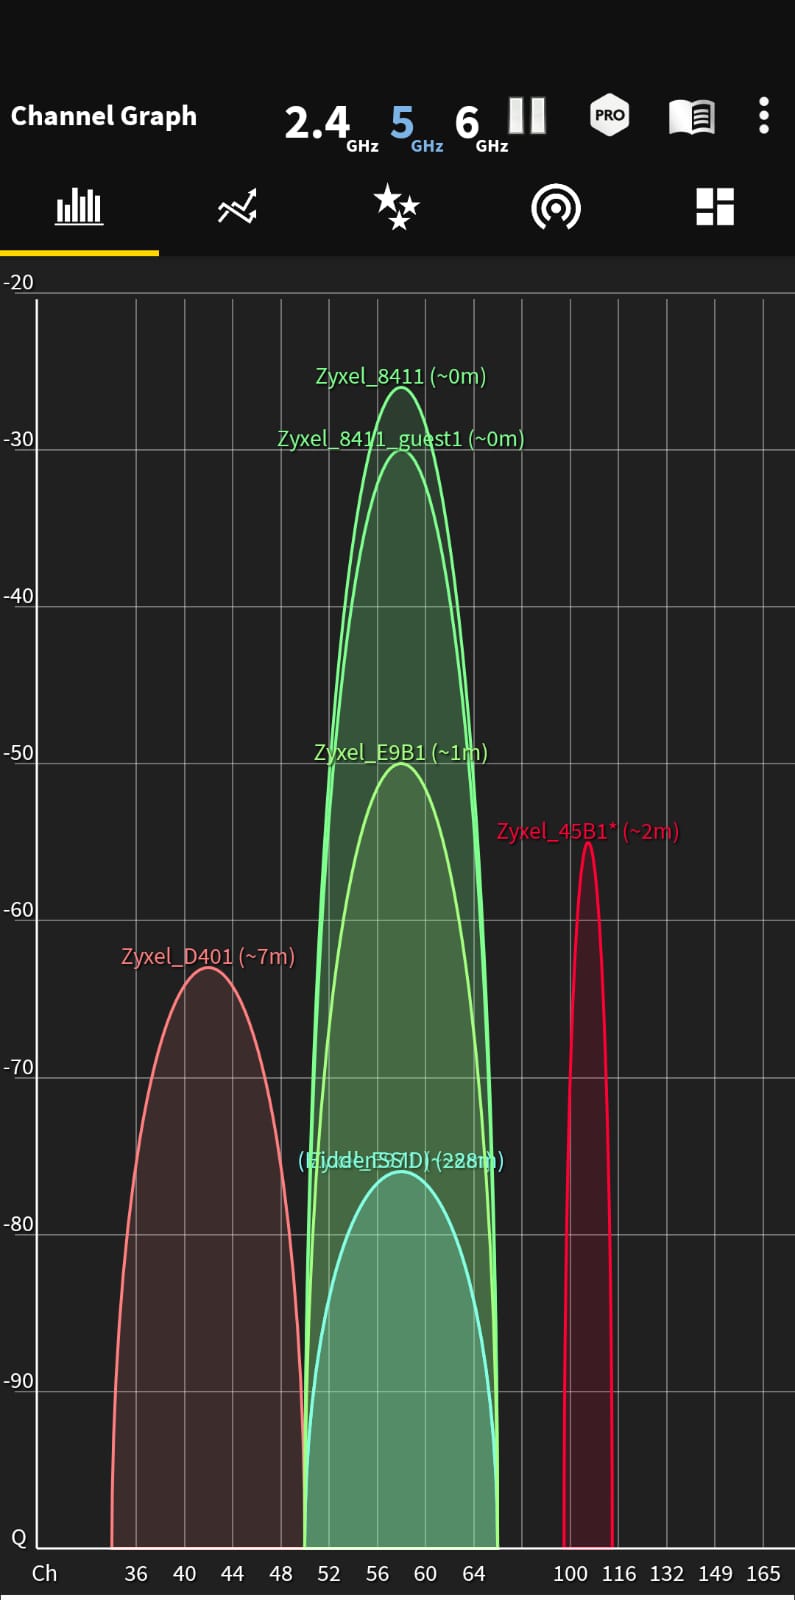 Channel Graph 2.4 GHz 5 GHz 6 GHz PRO
-20
Zyxel_8411 (~0m)
-30
Zyxel_8411_guest1 (~0m)
-40
-50
Zyxel_E9B1 (~1m)
Zyxel_45B1* (~2m)
-60
Zyxel_D401 (~7m)
-70
-80
-90
Q
Ch 36 40 44 48 52 56 60 64 100 116 132 149 165